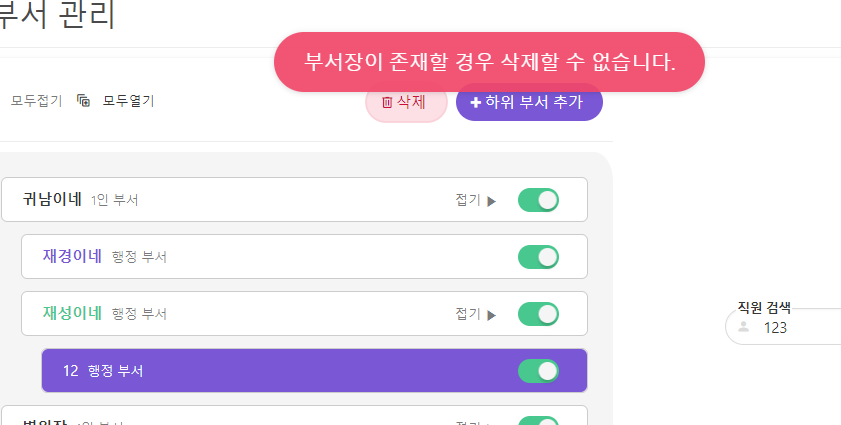 부서 관리
부서장이 존재할 경우 삭제할 수 없습니다.
모두접기 모두열기
삭제
하위 부서 추가
귀남이네 1인 부서 접기
재경이네 행정 부서
재성이네 행정 부서 접기
12 행정 부서
직원 검색
123